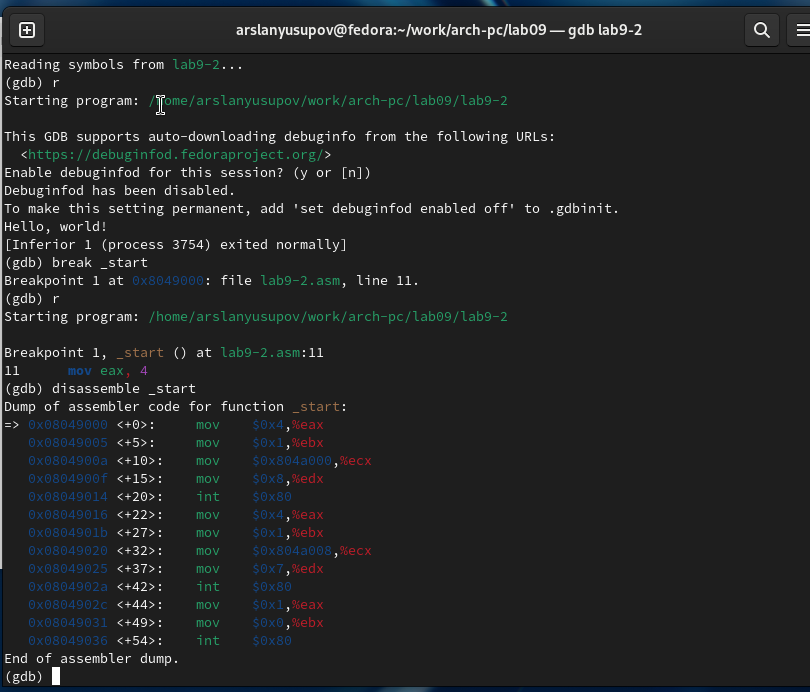 arslanyusupov@fedora:~/work/arch-pc/lab09 — gdb lab9-2
Reading symbols from lab9-2...
(gdb) r
Starting program: /home/arslanyusupov/work/arch-pc/lab09/lab9-2
This GDB supports auto-downloading debuginfo from the following URLs:
  <https://debuginfod.fedoraproject.org/>
Enable debuginfod for this session? (y or [n])
Debuginfod has been disabled.
To make this setting permanent, add 'set debuginfod enabled off' to .gdbinit.
Hello, world!
[Inferior 1 (process 3754) exited normally]
(gdb) break _start
Breakpoint 1 at 0x8049000: file lab9-2.asm, line 11.
(gdb) r
Starting program: /home/arslanyusupov/work/arch-pc/lab09/lab9-2
Breakpoint 1, _start () at lab9-2.asm:11
11      mov eax, 4
(gdb) disassemble _start
Dump of assembler code for function _start:
=> 0x08049000 <+0>:     mov    $0x4,%eax
   0x08049005 <+5>:     mov    $0x1,%ebx
   0x0804900a <+10>:    mov    $0x804a000,%ecx
   0x0804900f <+15>:    mov    $0x8,%edx
   0x08049014 <+20>:    int    $0x80
   0x08049016 <+22>:    mov    $0x4,%eax
   0x0804901b <+27>:    mov    $0x1,%ebx
   0x08049020 <+32>:    mov    $0x804a008,%ecx
   0x08049025 <+37>:    mov    $0x7,%edx
   0x0804902a <+42>:    int    $0x80
   0x0804902c <+44>:    mov    $0x1,%eax
   0x08049031 <+49>:    mov    $0x0,%ebx
   0x08049036 <+54>:    int    $0x80
End of assembler dump.
(gdb)